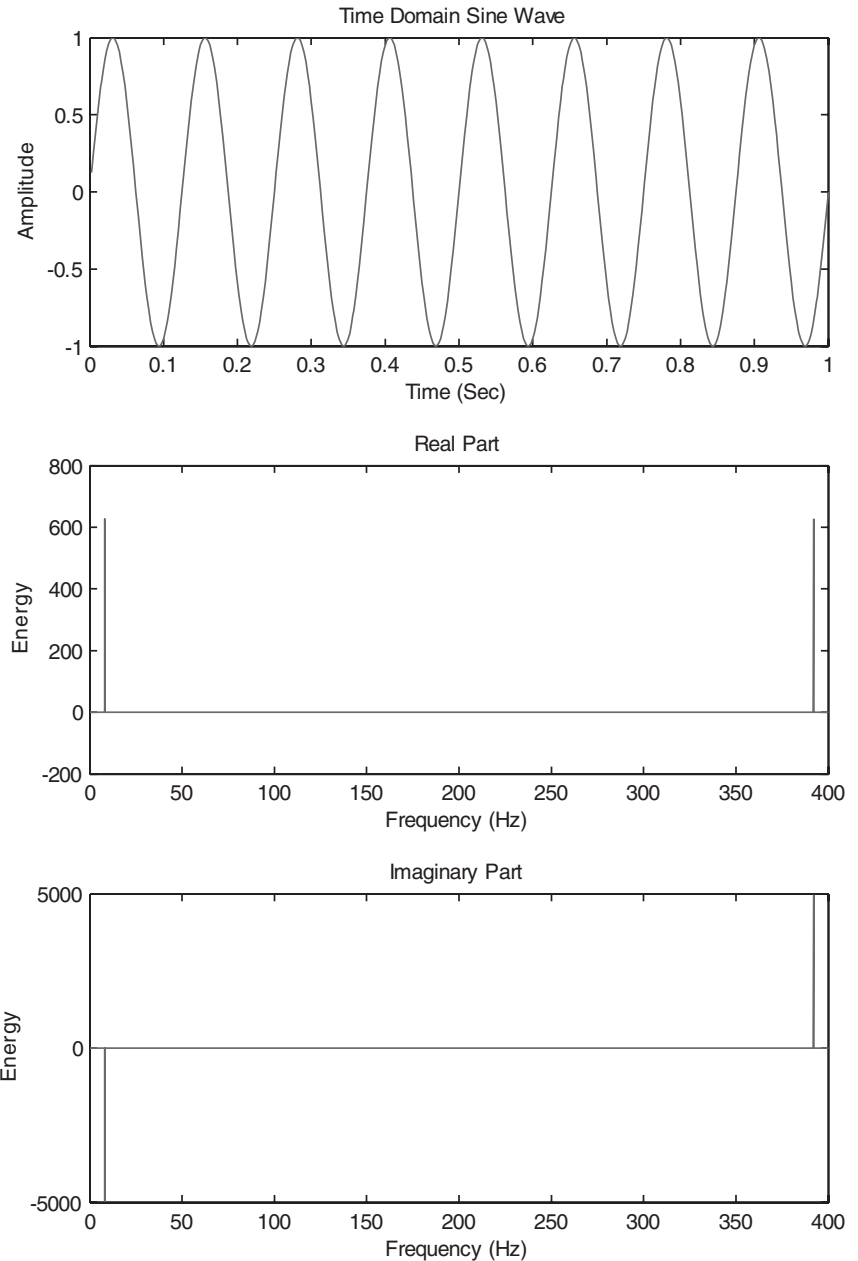 Time Domain Sine Wave
1
0.5
0
-0.5
-1
Amplitude
0 0.1 0.2 0.3 0.4 0.5 0.6 0.7 0.8 0.9 1
Time (Sec)
Real Part
800
600
400
200
0
-200
Energy
0 50 100 150 200 250 300 350 400
Frequency (Hz)
Imaginary Part
5000
0
-5000
Energy
0 50 100 150 200 250 300 350 400
Frequency (Hz)